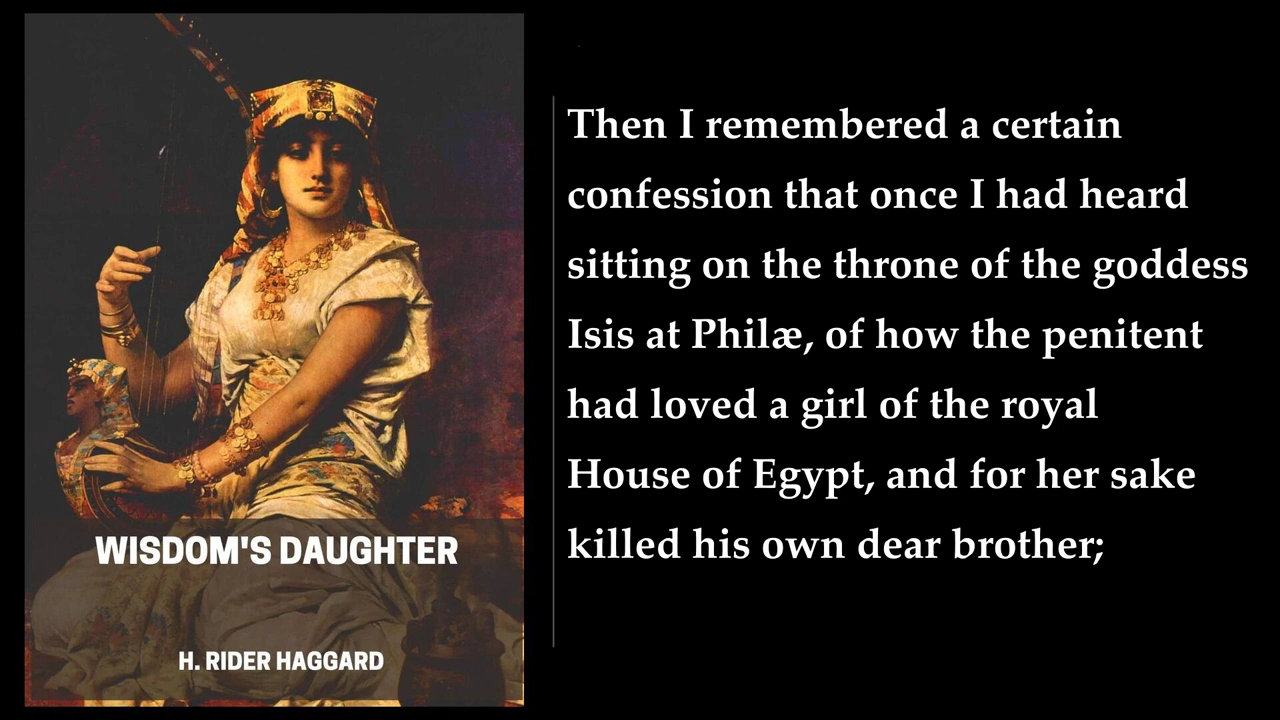 WISDOM'S DAUGHTER
H. RIDER HAGGARD
Then I remembered a certain
confession that once I had heard
sitting on the throne of the goddess
Isis at Philæ, of how the penitent
had loved a girl of the royal
House of Egypt, and for her sake
killed his own dear brother;